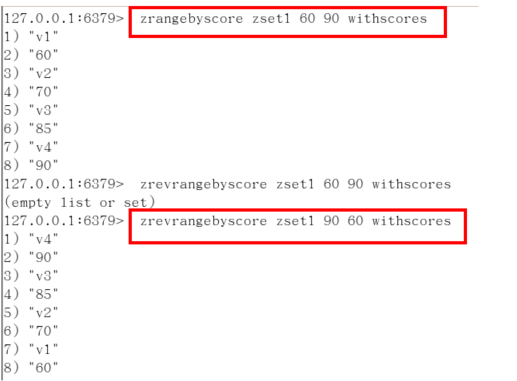 127.0.0.1:6379> zrangebyscore zset1 60 90 withscores
1) "v1"
2) "60"
3) "v2"
4) "70"
5) "v3"
6) "85"
7) "v4"
8) "90"
127.0.0.1:6379> zrevrangebyscore zset1 60 90 withscores
(empty list or set)
127.0.0.1:6379> zrevrangebyscore zset1 90 60 withscores
1) "v4"
2) "90"
3) "v3"
4) "85"
5) "v2"
6) "70"
7) "v1"
8) "60"